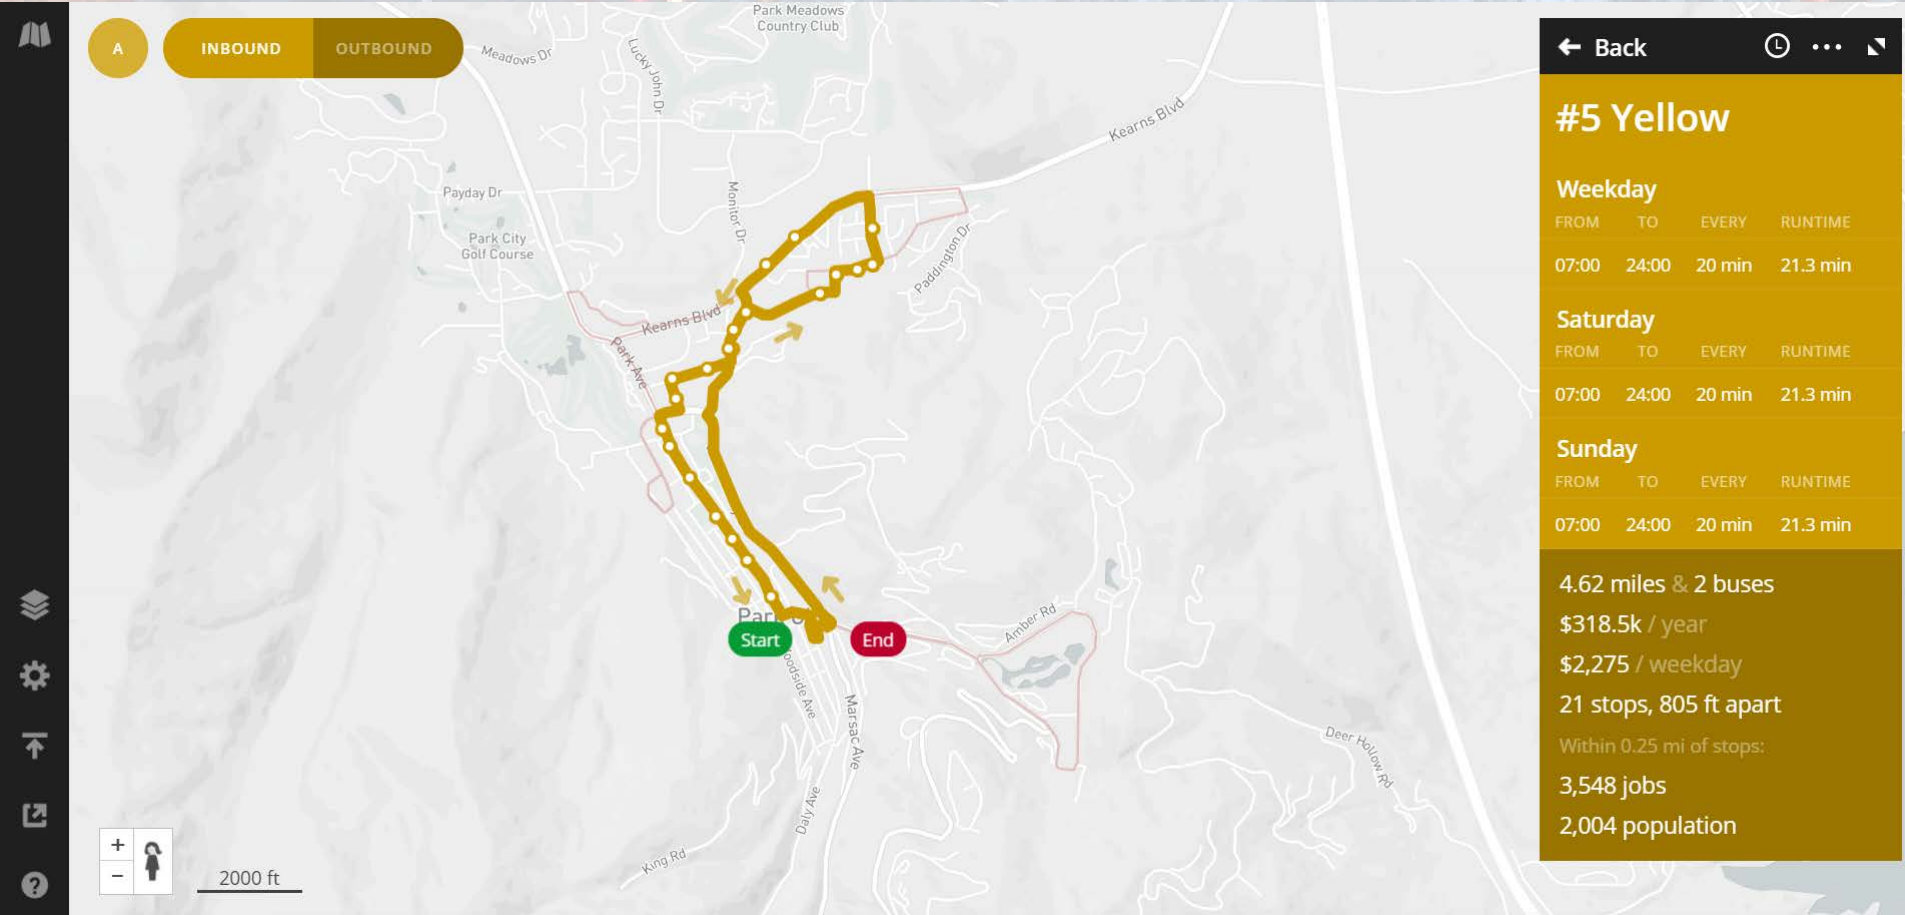 A
INBOUND
OUTBOUND
Park Meadows
Country Club
Meadows Dr
Lucky John Dr
Kearns Blvd
Payday Dr
Monitor Dr
Park City
Golf Course
Paddington Dr
Kearns Blvd
Park Ave
Start
End
Amber Rd
Marsac Ave
Deer Hollow Rd
Daly Ave
King Rd
+
−
2000 ft
?
Back
#5 Yellow
Weekday
FROM TO EVERY RUNTIME
07:00 24:00 20 min 21.3 min
Saturday
FROM TO EVERY RUNTIME
07:00 24:00 20 min 21.3 min
Sunday
FROM TO EVERY RUNTIME
07:00 24:00 20 min 21.3 min
4.62 miles & 2 buses
$318.5k / year
$2,275 / weekday
21 stops, 805 ft apart
Within 0.25 mi of stops:
3,548 jobs
2,004 population